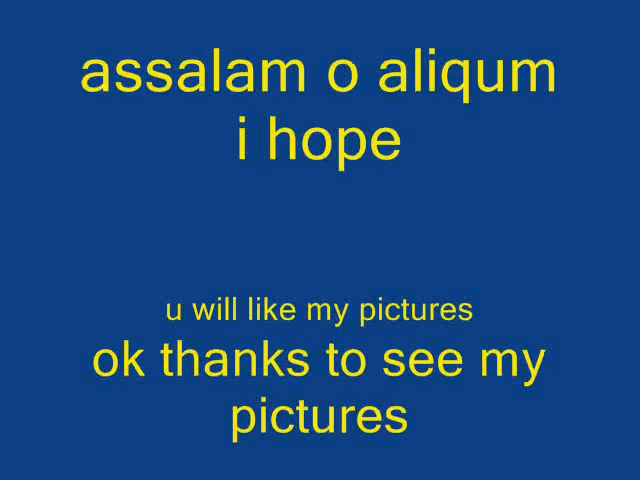 assalam o aliqum
i hope
u will like my pictures
ok thanks to see my
pictures